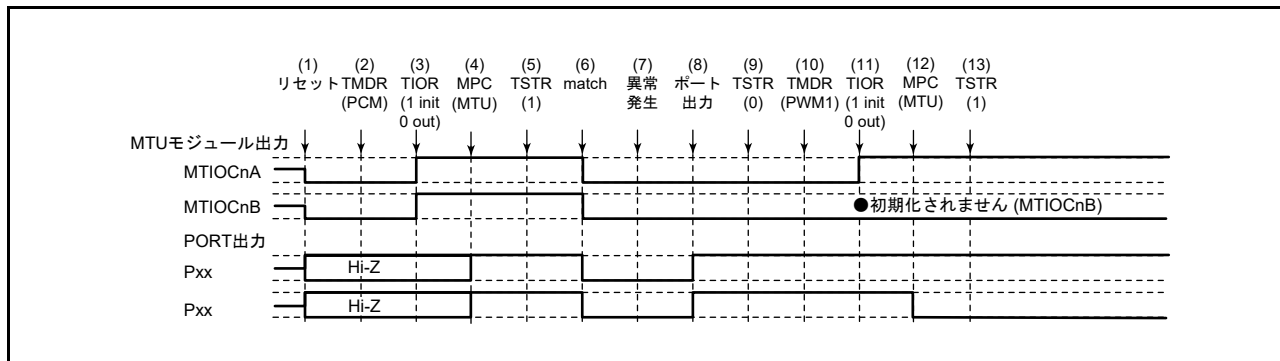 (1) (2) (3) (4) (5) (6) (7) (8) (9) (10) (11) (12) (13)
リセット TMDR TIOR MPC TSTR match 異常 ポート TSTR TMDR TIOR MPC TSTR
(PCM) (1 init (MTU) (1) 発生 出力 (0) (PWM1) (1 init (MTU) (1)
0 out) 0 out)
MTUモジュール出力
MTIOCnA
MTIOCnB ●初期化されません (MTIOCnB)
PORT出力
Pxx Hi-Z
Pxx Hi-Z